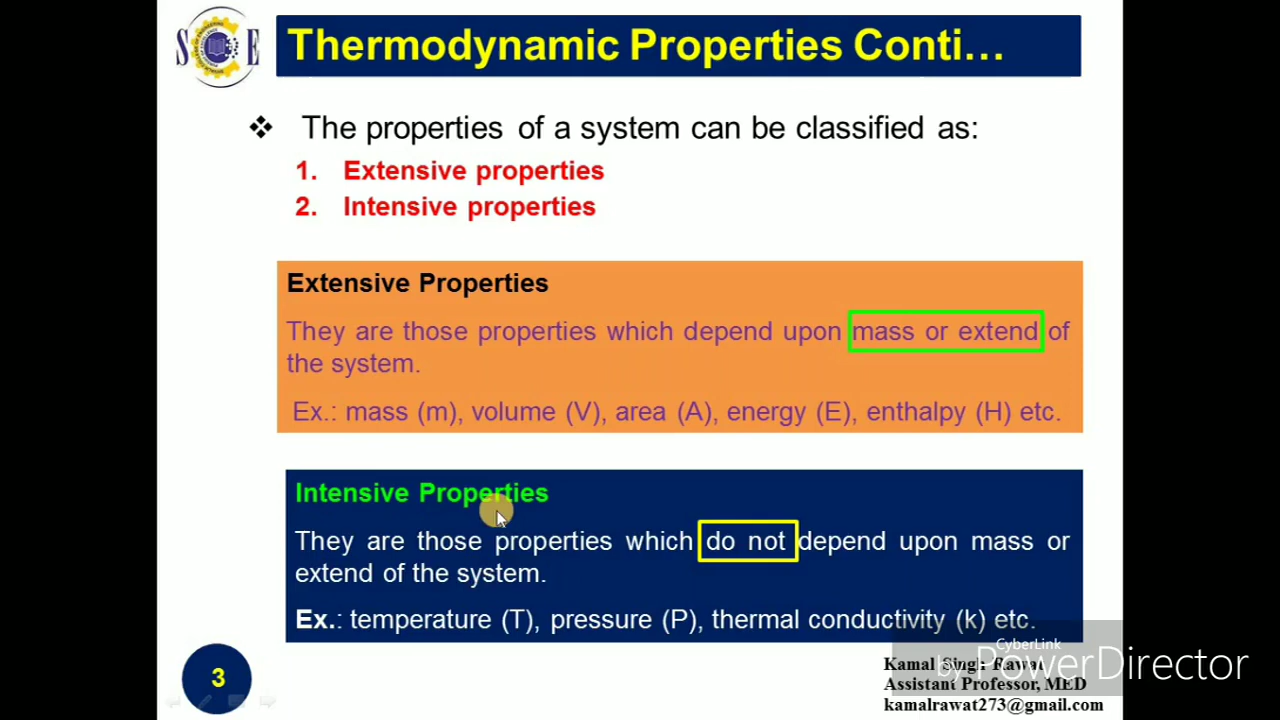 S E
Thermodynamic Properties Conti…
❖ The properties of a system can be classified as:
1. Extensive properties
2. Intensive properties
Extensive Properties
They are those properties which depend upon mass or extend of
the system.
Ex.: mass (m), volume (V), area (A), energy (E), enthalpy (H) etc.
Intensive Properties
They are those properties which do not depend upon mass or
extend of the system.
Ex.: temperature (T), pressure (P), thermal conductivity (k) etc.
3
CyberLink
by PowerDirector
Kamal Singh Rawat
Assistant Professor, MED
kamalrawat273@gmail.com